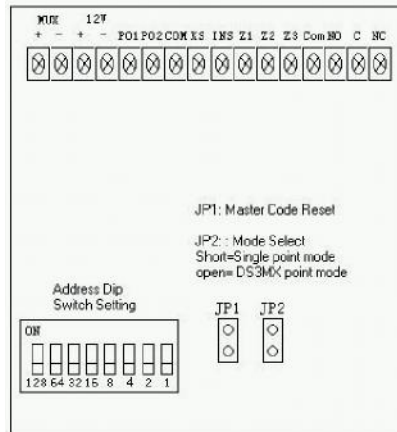 MUX 12V
+ - + - PO1 PO2 COM XS INS Z1 Z2 Z3 Com NO C NC
JP1: Master Code Reset
JP2: : Mode Select
Short=Single point mode
open= DS3MX point mode
Address Dip
Switch Setting
JP1 JP2
ON
128 64 32 16 8 4 2 1